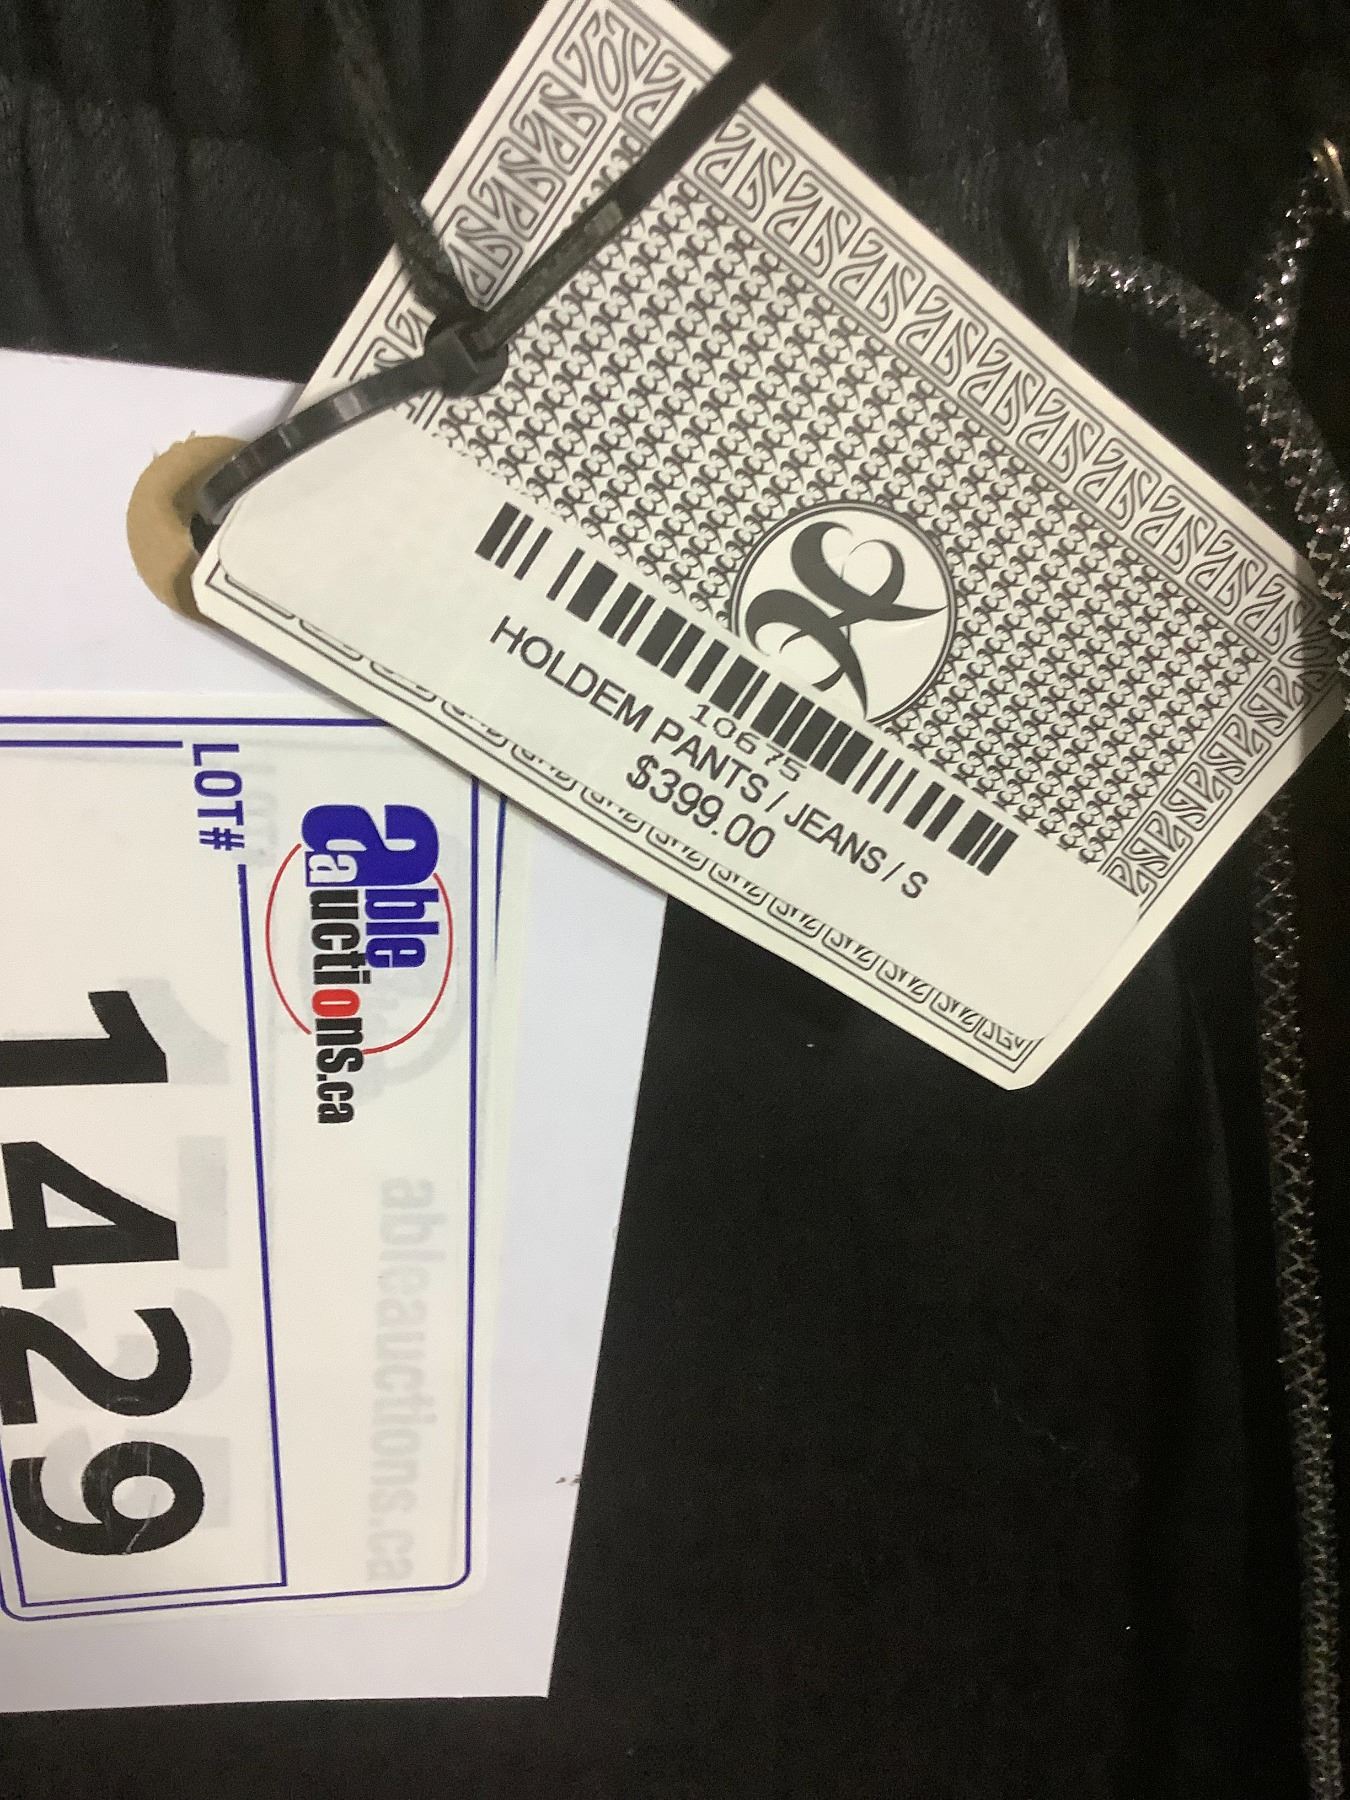 10675
HOLDEM PANTS / JEANS / S
$399.00
LOT#
able
auctions.ca
1429
ableauctions.ca